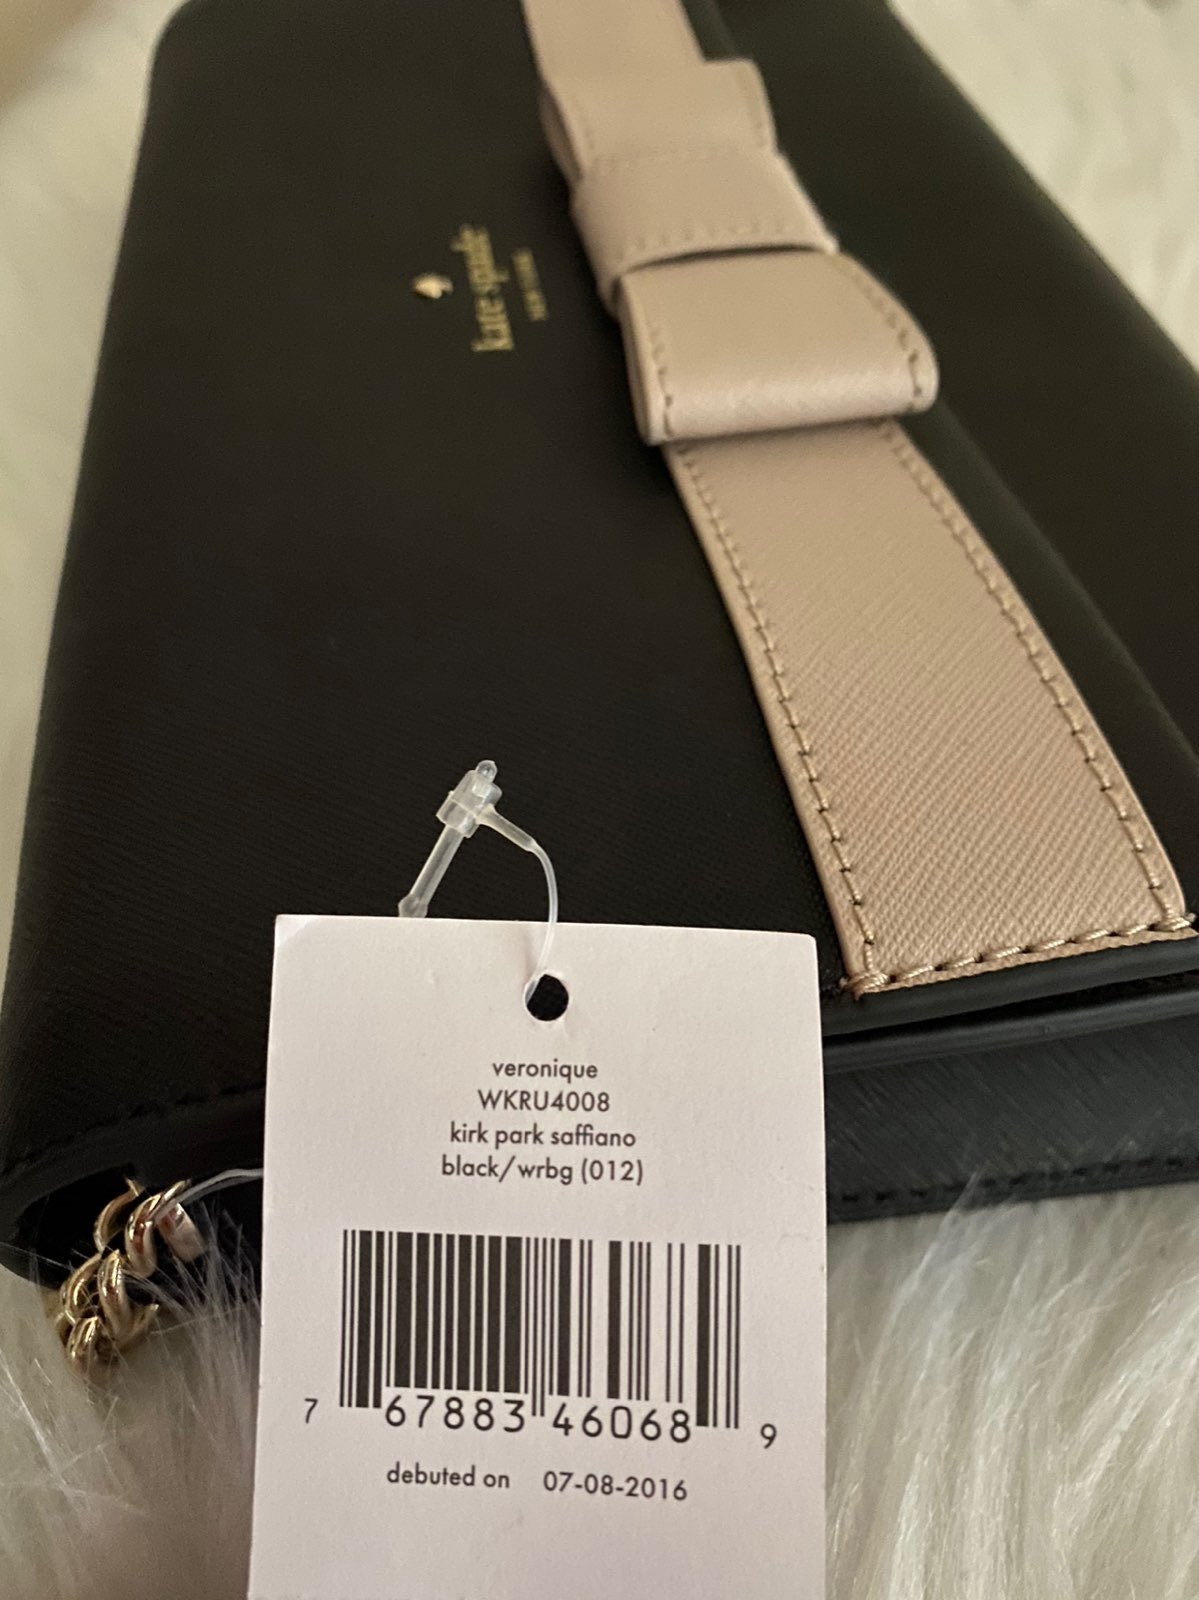 kate spade
NEW YORK
veronique
WKRU4008
kirk park saffiano
black/wrbg (012)
7 67883 46068 9
debuted on 07-08-2016